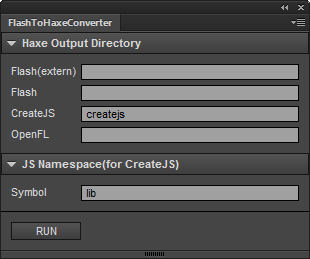 FlashToHaxeConverter
Haxe Output Directory
Flash(extern)
Flash
CreateJS createjs
OpenFL
JS Namespace(for CreateJS)
Symbol lib
RUN